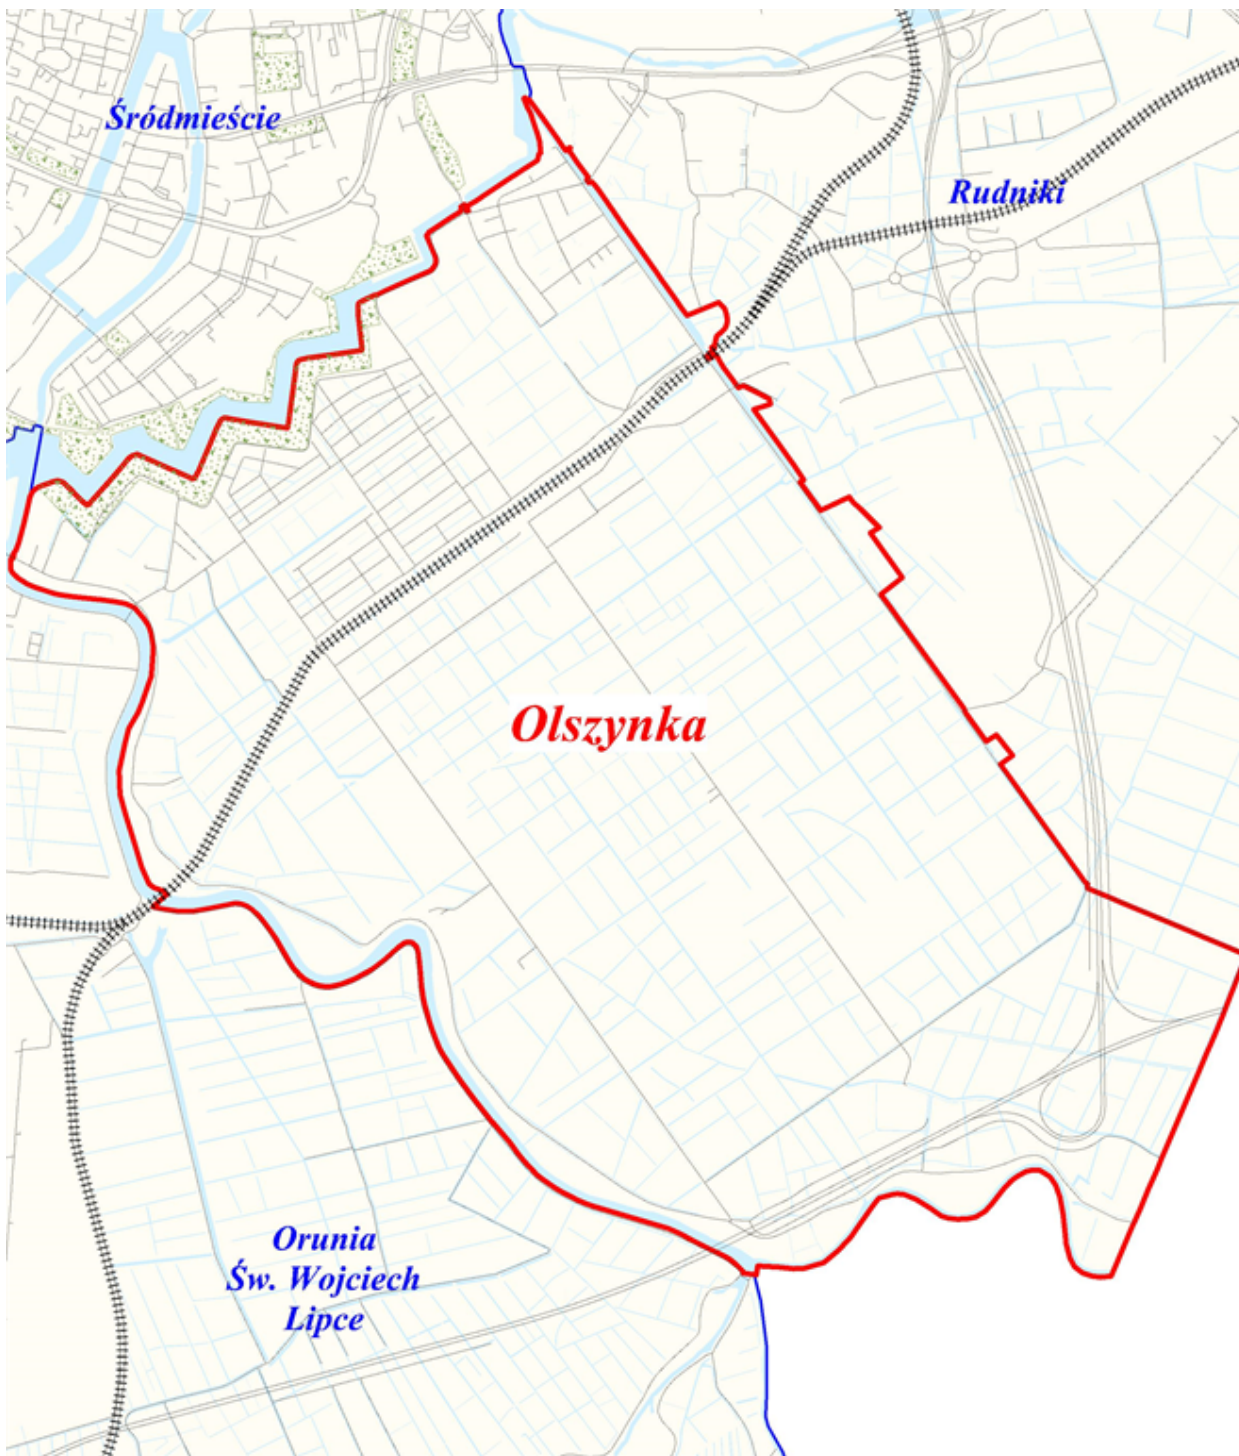 Śródmieście
Rudniki
Olszynka
Orunia
Św. Wojciech
Lipce